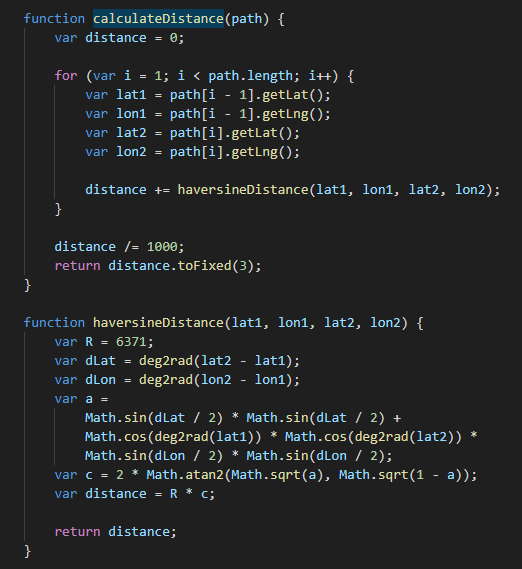 function calculateDistance(path) {
    var distance = 0;

    for (var i = 1; i < path.length; i++) {
        var lat1 = path[i - 1].getLat();
        var lon1 = path[i - 1].getLng();
        var lat2 = path[i].getLat();
        var lon2 = path[i].getLng();

        distance += haversineDistance(lat1, lon1, lat2, lon2);
    }

    distance /= 1000;
    return distance.toFixed(3);
}

function haversineDistance(lat1, lon1, lat2, lon2) {
    var R = 6371;
    var dLat = deg2rad(lat2 - lat1);
    var dLon = deg2rad(lon2 - lon1);
    var a =
        Math.sin(dLat / 2) * Math.sin(dLat / 2) +
        Math.cos(deg2rad(lat1)) * Math.cos(deg2rad(lat2)) *
        Math.sin(dLon / 2) * Math.sin(dLon / 2);
    var c = 2 * Math.atan2(Math.sqrt(a), Math.sqrt(1 - a));
    var distance = R * c;

    return distance;
}